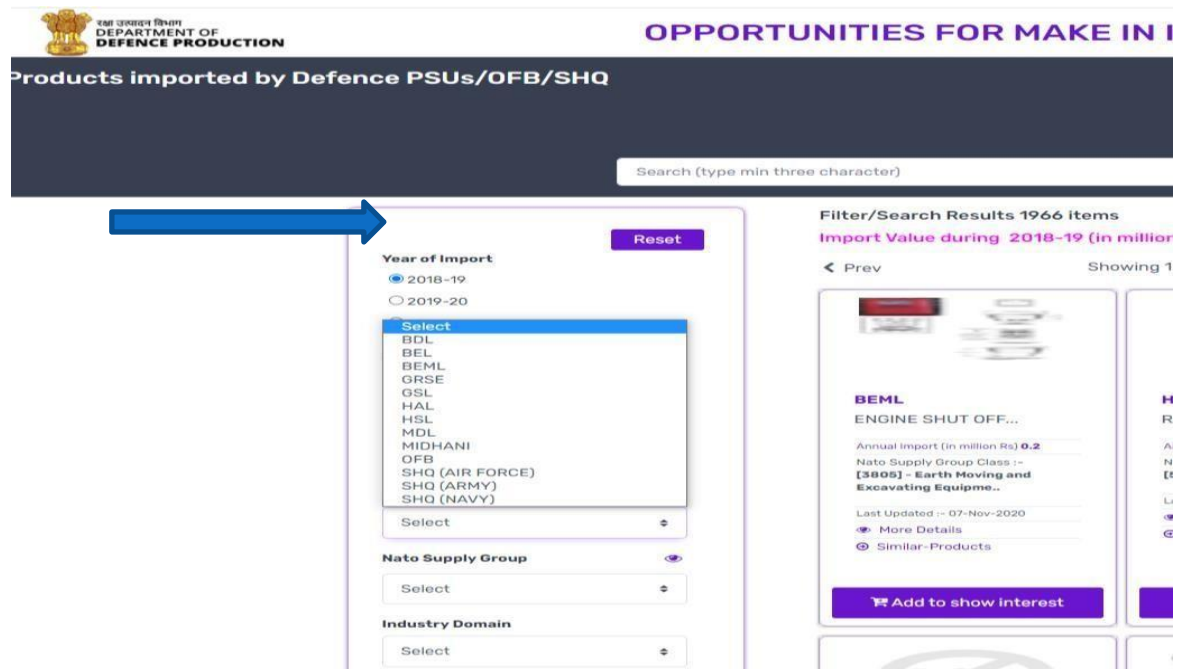 रक्षा उत्पादन विभाग
DEPARTMENT OF
DEFENCE PRODUCTION
OPPORTUNITIES FOR MAKE IN
Products imported by Defence PSUs/OFB/SHQ
Search (type min three character)
Reset
Year of Import
2018-19
2019-20
Select
BDL
BEL
BEML
GRSE
GSL
HAL
HSL
MDL
MIDHANI
OFB
SHQ (AIR FORCE)
SHQ (ARMY)
SHQ (NAVY)
Select
Nato Supply Group
Select
Industry Domain
Select
Filter/Search Results 1966 items
Import Value during 2018-19 (in million
Prev
Showing 1
BEML
ENGINE SHUT OFF...
Annual Import (in million Rs) 0.2
Nato Supply Group Class :-
[3805] - Earth Moving and
Excavating Equipme..
Last Updated :- 07-Nov-2020
More Details
Similar-Products
Add to show interest